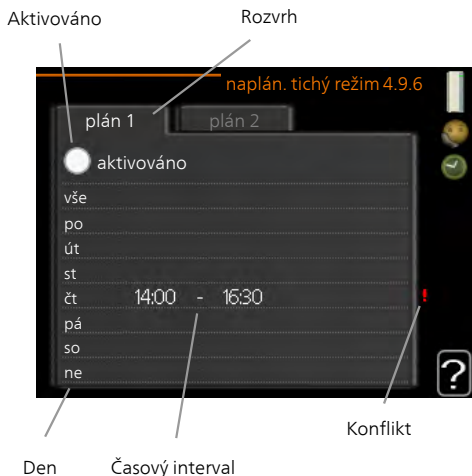 Aktivováno
Rozvrh
naplán. tichý režim 4.9.6
plán 1
plán 2
aktivováno
vše
po
út
st
čt 14:00 - 16:30 !
pá
so
ne
?
Konflikt
Den
Časový interval